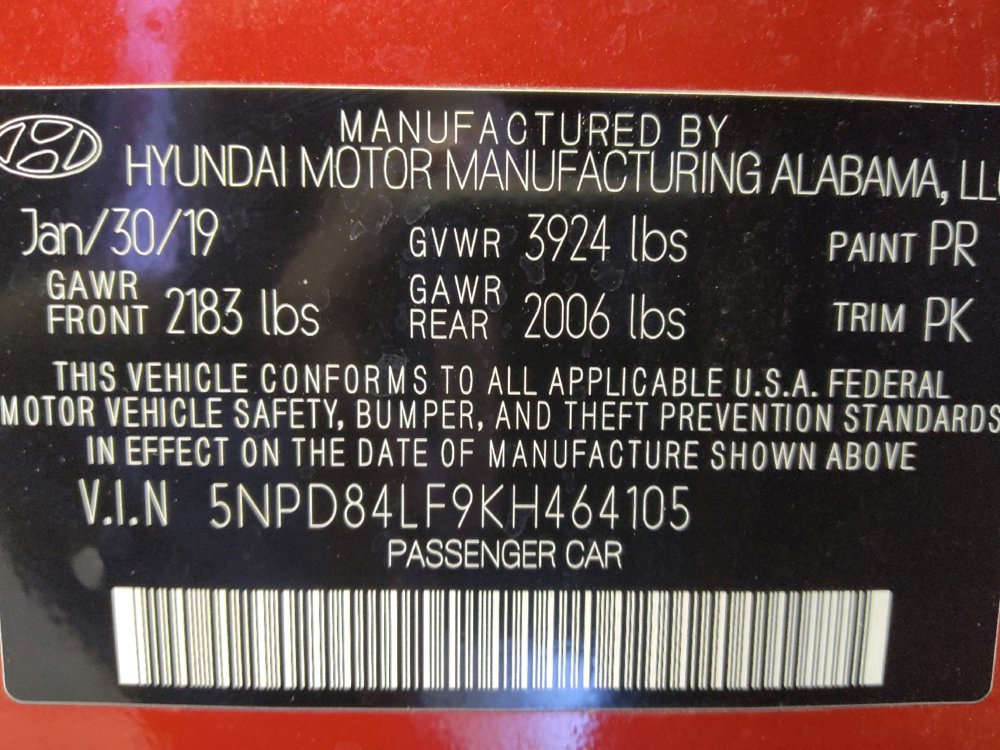 MANUFACTURED BY
HYUNDAI MOTOR MANUFACTURING ALABAMA, LLC
Jan/30/19 GVWR 3924 lbs PAINT PR
GAWR FRONT 2183 lbs GAWR REAR 2006 lbs TRIM PK
THIS VEHICLE CONFORMS TO ALL APPLICABLE U.S.A. FEDERAL
MOTOR VEHICLE SAFETY, BUMPER, AND THEFT PREVENTION STANDARDS
IN EFFECT ON THE DATE OF MANUFACTURE SHOWN ABOVE
V.I.N 5NPD84LF9KH464105
PASSENGER CAR